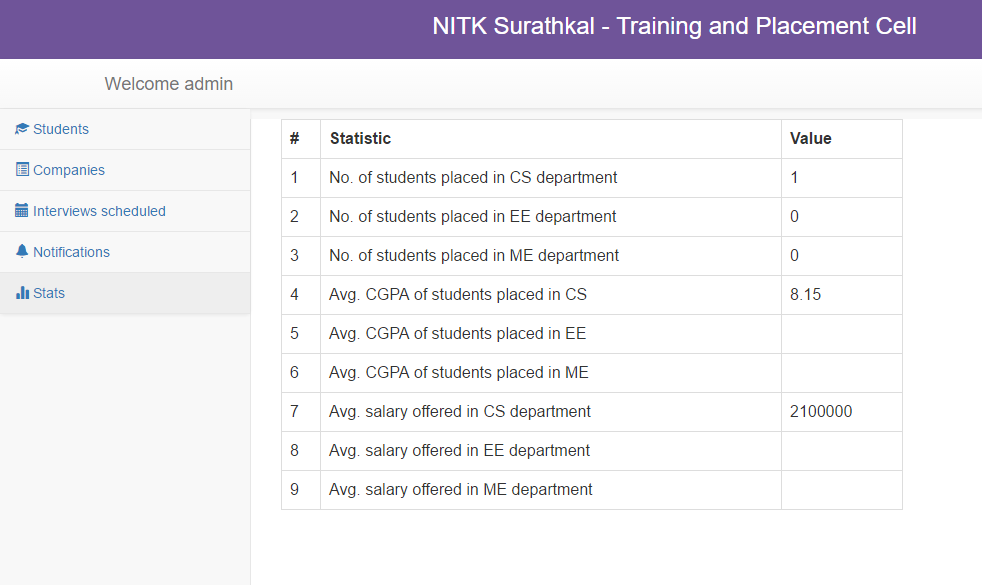 NITK Surathkal - Training and Placement Cell
Welcome admin
Students
Companies
Interviews scheduled
Notifications
Stats
# Statistic Value
1 No. of students placed in CS department 1
2 No. of students placed in EE department 0
3 No. of students placed in ME department 0
4 Avg. CGPA of students placed in CS 8.15
5 Avg. CGPA of students placed in EE
6 Avg. CGPA of students placed in ME
7 Avg. salary offered in CS department 2100000
8 Avg. salary offered in EE department
9 Avg. salary offered in ME department